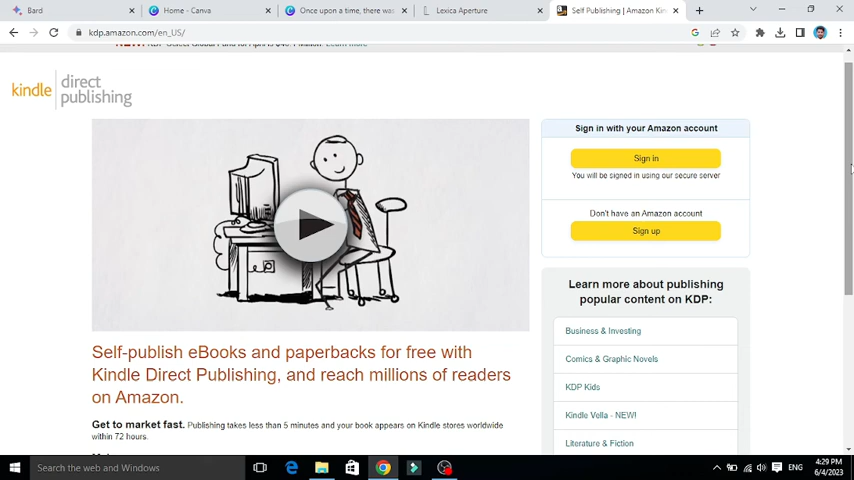 Bard
Home - Canva
Once upon a time, there was
Lexica Aperture
Self Publishing | Amazon Kin
kdp.amazon.com/en_US/
kindle direct
publishing
Sign in with your Amazon account
Sign in
You will be signed in using our secure server
Don't have an Amazon account
Sign up
Learn more about publishing
popular content on KDP:
Business & Investing
Comics & Graphic Novels
KDP Kids
Kindle Vella - NEW!
Literature & Fiction
Self-publish eBooks and paperbacks for free with
Kindle Direct Publishing, and reach millions of readers
on Amazon.
Get to market fast. Publishing takes less than 5 minutes and your book appears on Kindle stores worldwide
within 72 hours.
Search the web and Windows
ENG
4:29 PM
6/4/2023